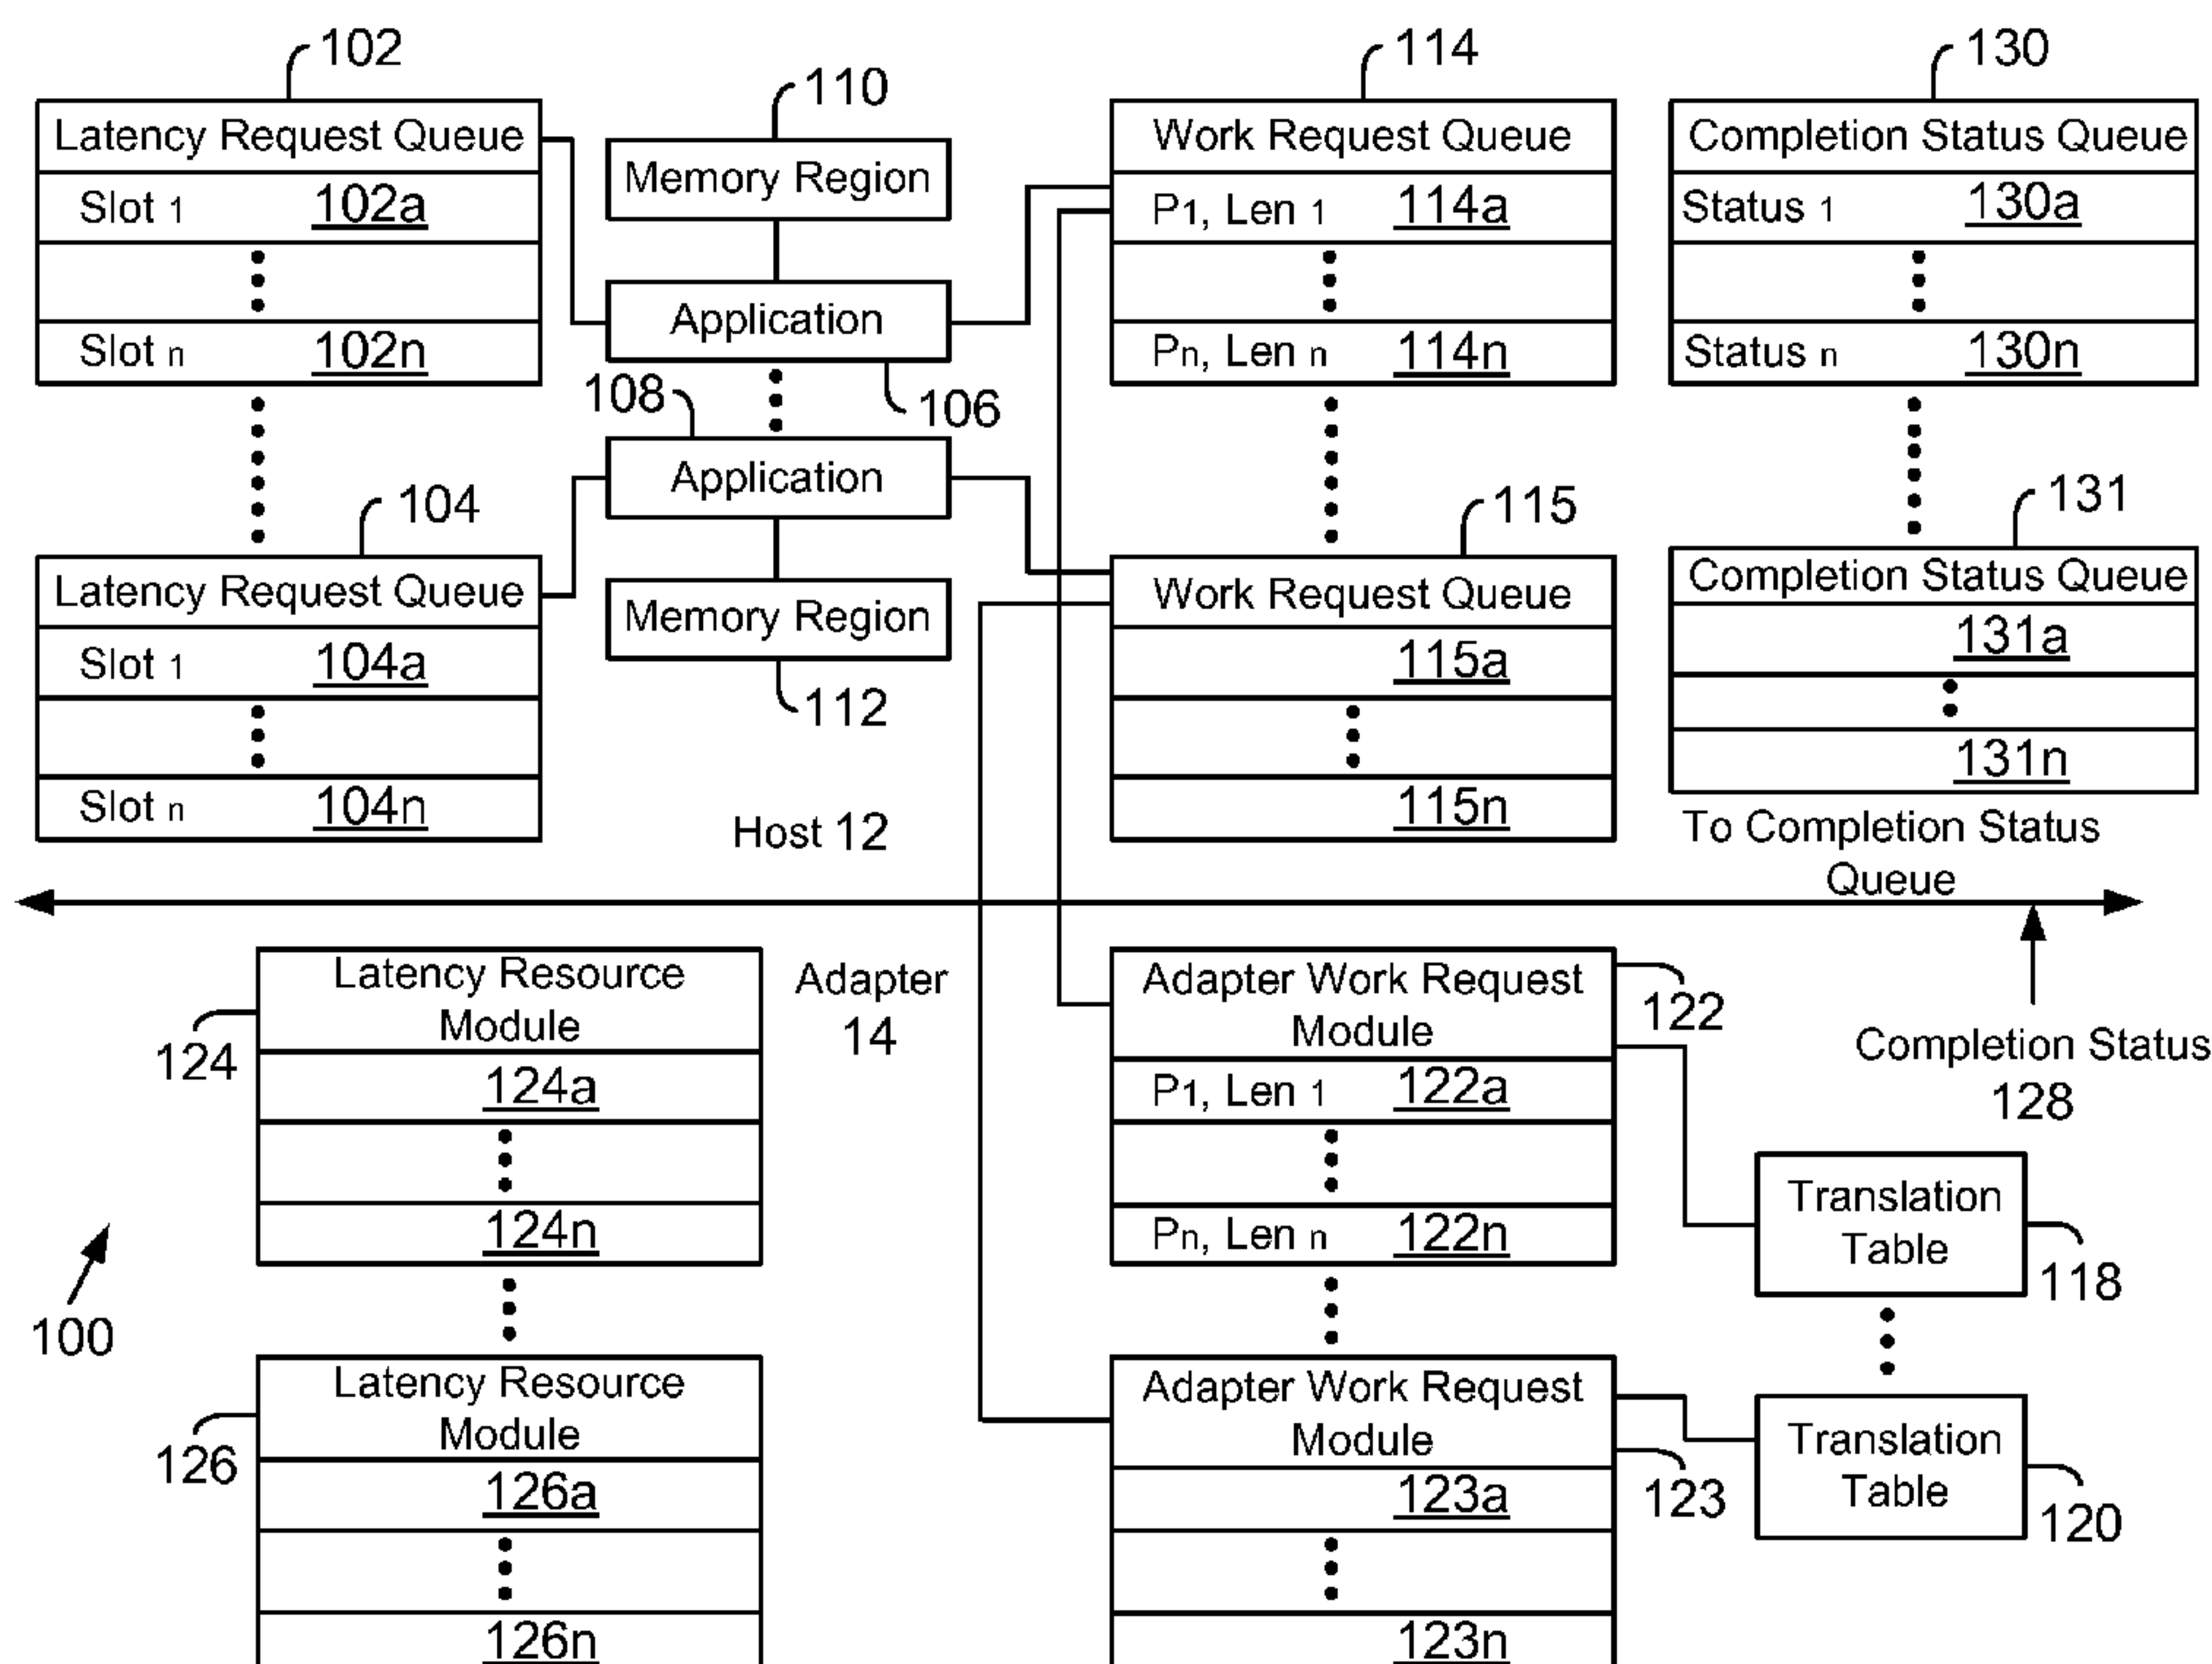 102
110
114
130
Latency Request Queue
Slot 1 102a
Slot n 102n
Memory Region
Application
106
108
Application
Memory Region
112
Work Request Queue
P1, Len 1 114a
Pn, Len n 114n
Completion Status Queue
Status 1 130a
Status n 130n
104
Latency Request Queue
Slot 1 104a
Slot n 104n
115
Work Request Queue
115a
115n
131
Completion Status Queue
131a
131n
Host 12
To Completion Status
Queue
Adapter
14
Latency Resource
Module
124
124a
124n
Adapter Work Request
Module
122
P1, Len 1 122a
Pn, Len n 122n
Completion Status
128
Translation
Table
118
100
Latency Resource
Module
126
126a
126n
Adapter Work Request
Module
123
123a
123n
Translation
Table
120